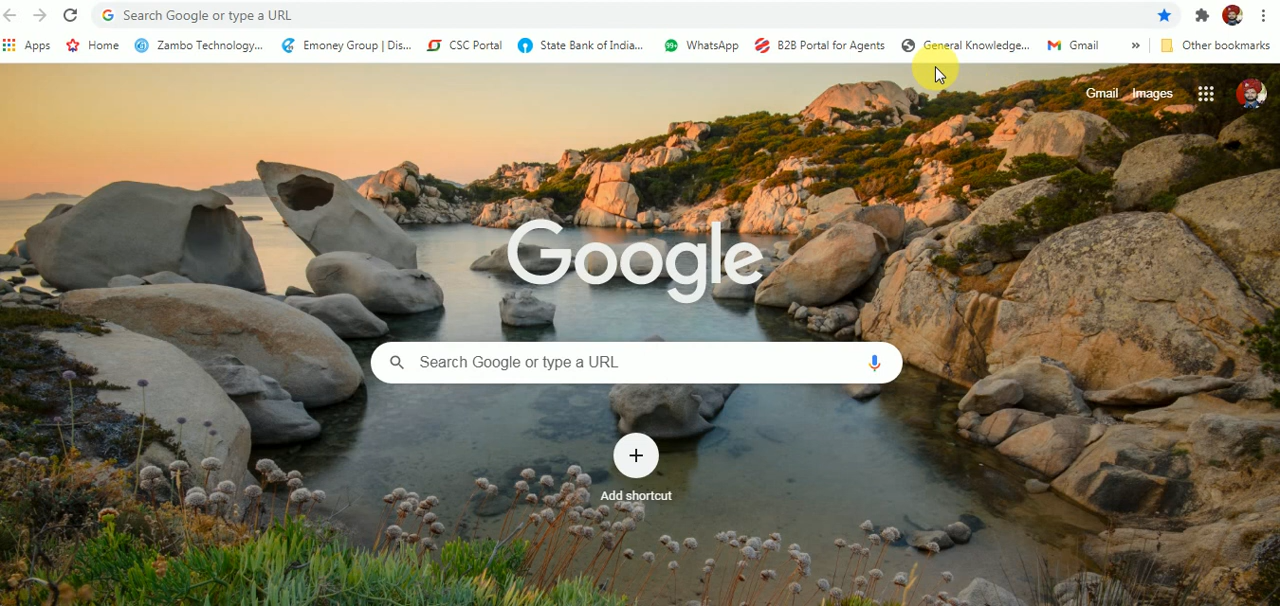 Search Google or type a URL
Apps Home Zambo Technology... Emoney Group | Dis... CSC Portal State Bank of India... 99+ WhatsApp B2B Portal for Agents General Knowledge... Gmail » Other bookmarks
Gmail Images
Google
Search Google or type a URL
Add shortcut